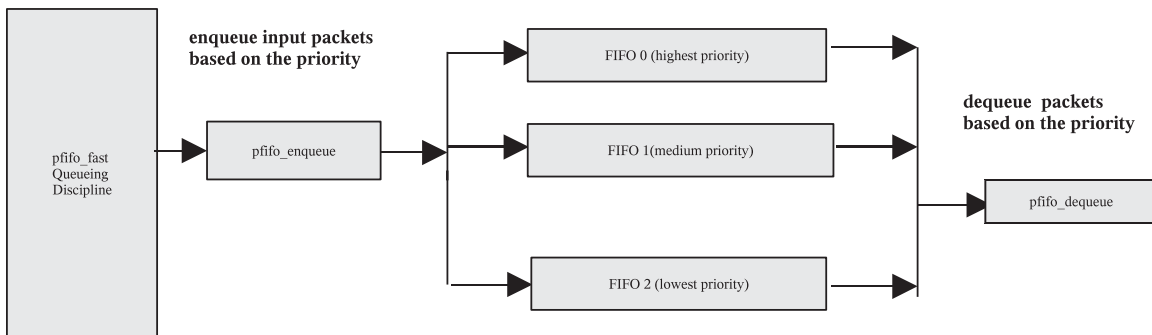 pfifo_fast
Queueing
Discipline
enqueue input packets
based on the priority
pfifo_enqueue
FIFO 0 (highest priority)
FIFO 1(medium priority)
FIFO 2 (lowest priority)
dequeue packets
based on the priority
pfifo_dequeue